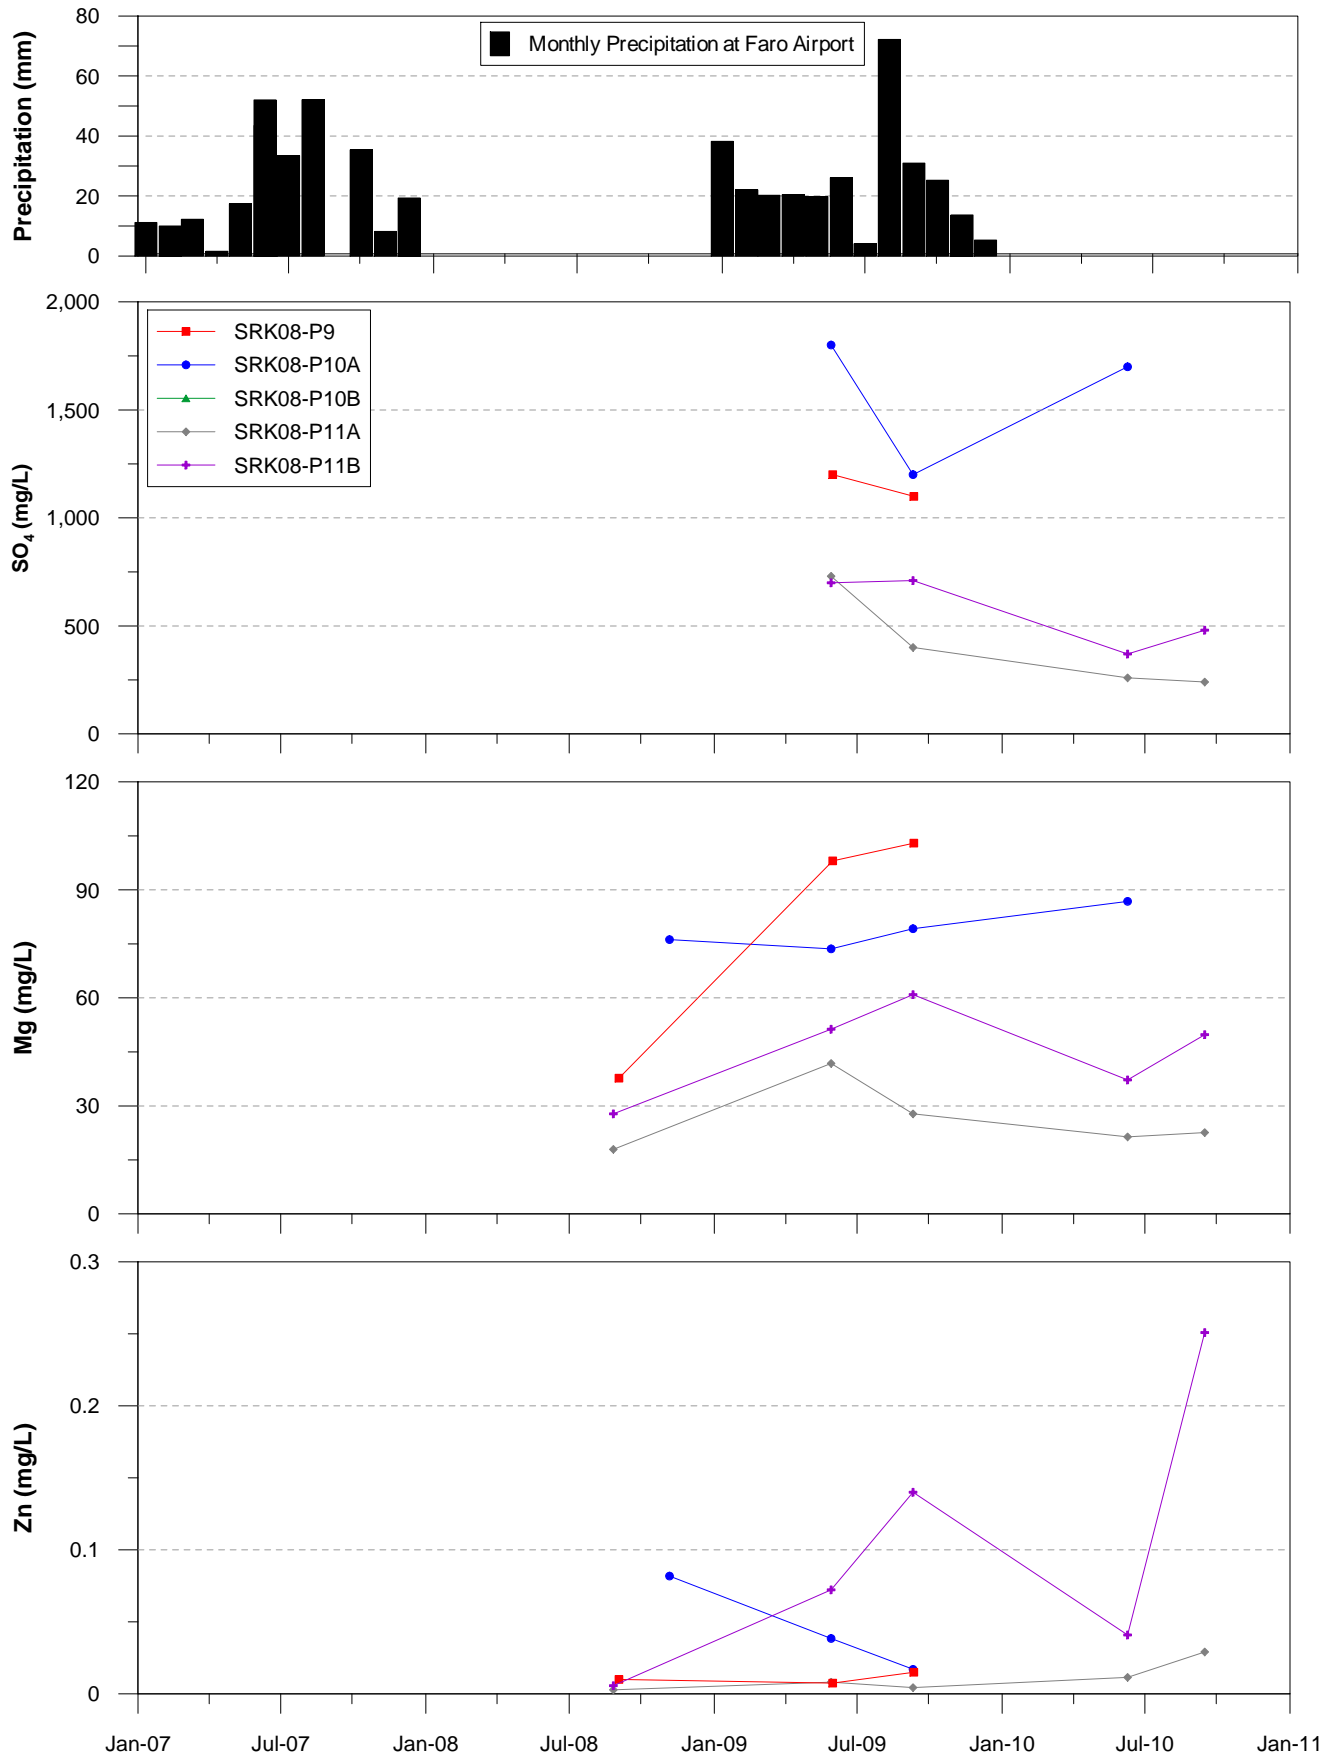 80
60
40
20
0
Precipitation (mm)
Monthly Precipitation at Faro Airport
2,000
1,500
1,000
500
0
SO4 (mg/L)
SRK08-P9
SRK08-P10A
SRK08-P10B
SRK08-P11A
SRK08-P11B
120
90
60
30
0
Mg (mg/L)
0.3
0.2
0.1
0
Zn (mg/L)
Jan-07 Jul-07 Jan-08 Jul-08 Jan-09 Jul-09 Jan-10 Jul-10 Jan-11